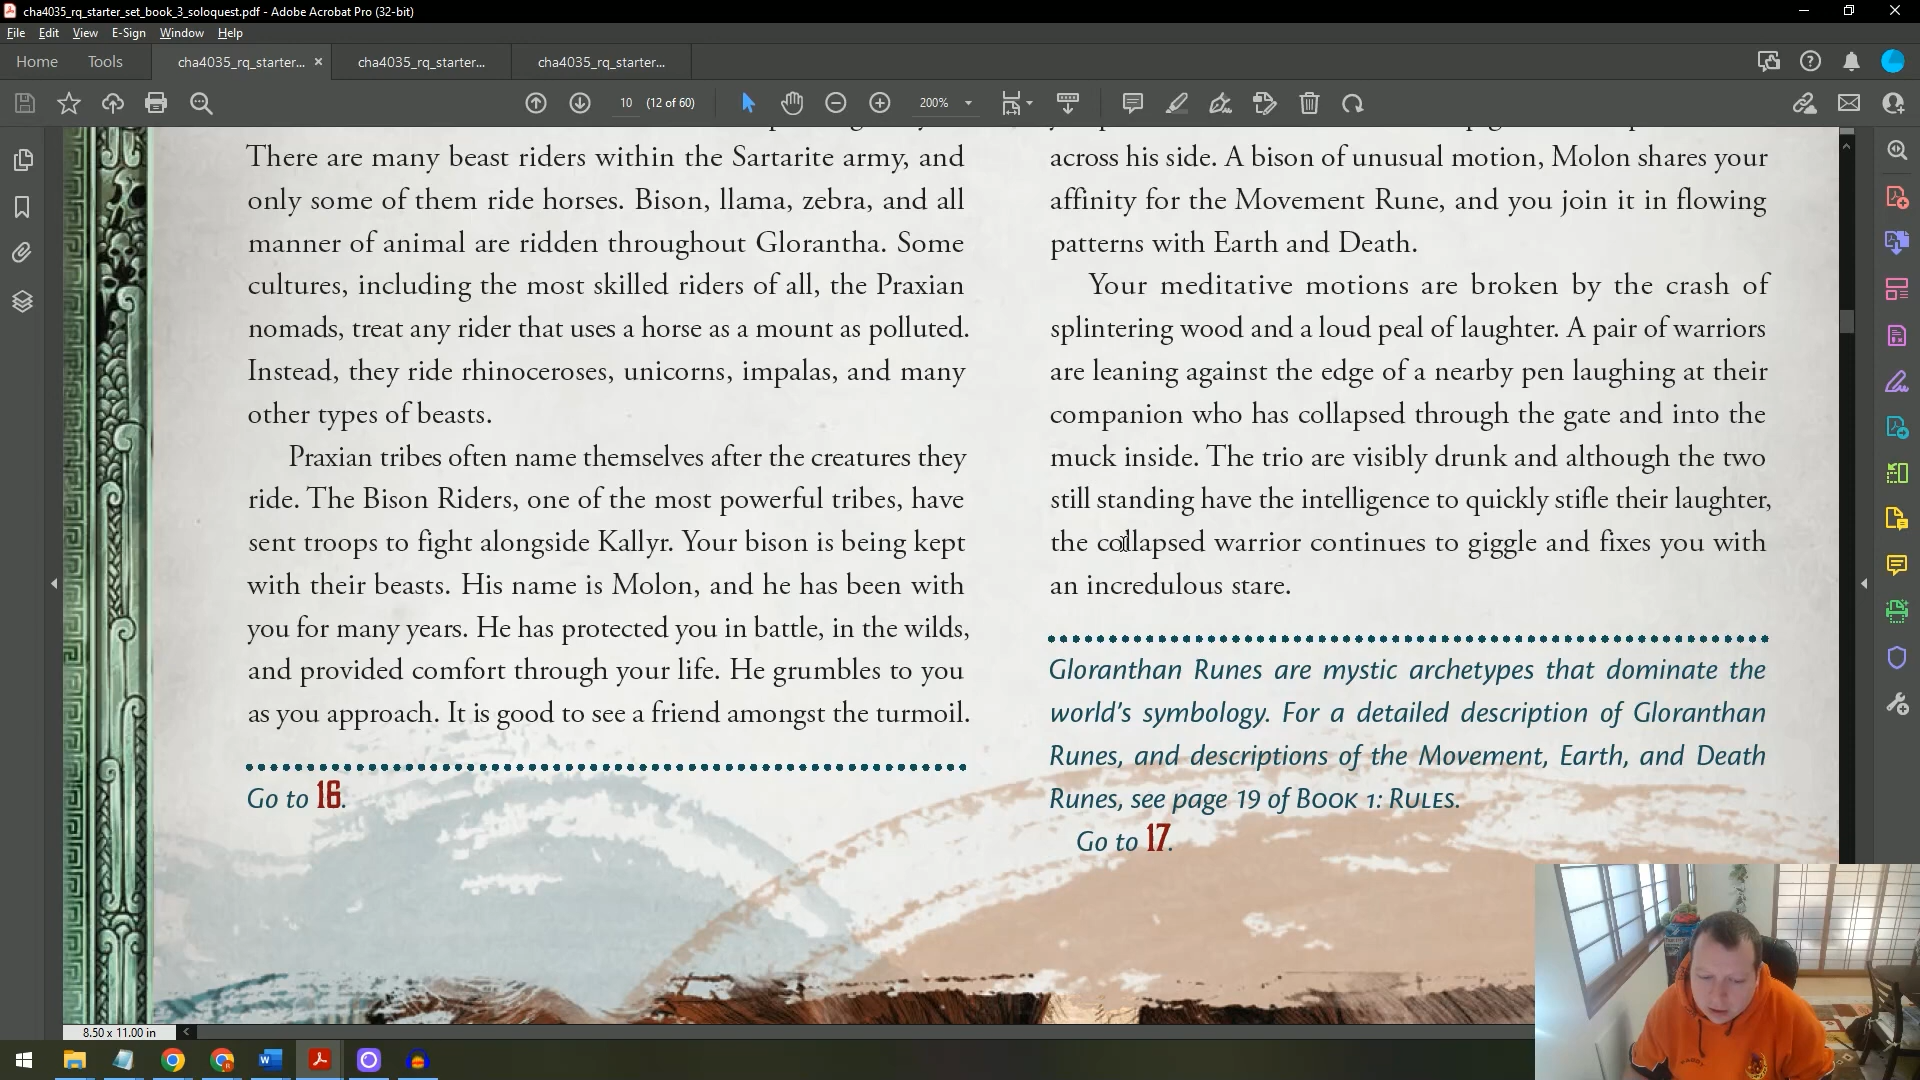 cha4035_rq_starter_set_book_3_soloquest.pdf - Adobe Acrobat Pro (32-bit)
File Edit View E-Sign Window Help
Home Tools cha4035_rq_starter... × cha4035_rq_starter... cha4035_rq_starter...
10 (12 of 60) 200%
There are many beast riders within the Sartarite army, and
only some of them ride horses. Bison, llama, zebra, and all
manner of animal are ridden throughout Glorantha. Some
cultures, including the most skilled riders of all, the Praxian
nomads, treat any rider that uses a horse as a mount as polluted.
Instead, they ride rhinoceroses, unicorns, impalas, and many
other types of beasts.
Praxian tribes often name themselves after the creatures they
ride. The Bison Riders, one of the most powerful tribes, have
sent troops to fight alongside Kallyr. Your bison is being kept
with their beasts. His name is Molon, and he has been with
you for many years. He has protected you in battle, in the wilds,
and provided comfort through your life. He grumbles to you
as you approach. It is good to see a friend amongst the turmoil.
Go to 16.
across his side. A bison of unusual motion, Molon shares your
affinity for the Movement Rune, and you join it in flowing
patterns with Earth and Death.
Your meditative motions are broken by the crash of
splintering wood and a loud peal of laughter. A pair of warriors
are leaning against the edge of a nearby pen laughing at their
companion who has collapsed through the gate and into the
muck inside. The trio are visibly drunk and although the two
still standing have the intelligence to quickly stifle their laughter,
the collapsed warrior continues to giggle and fixes you with
an incredulous stare.
Gloranthan Runes are mystic archetypes that dominate the
world's symbology. For a detailed description of Gloranthan
Runes, and descriptions of the Movement, Earth, and Death
Runes, see page 19 of Book 1: Rules.
Go to 17.
8.50 x 11.00 in